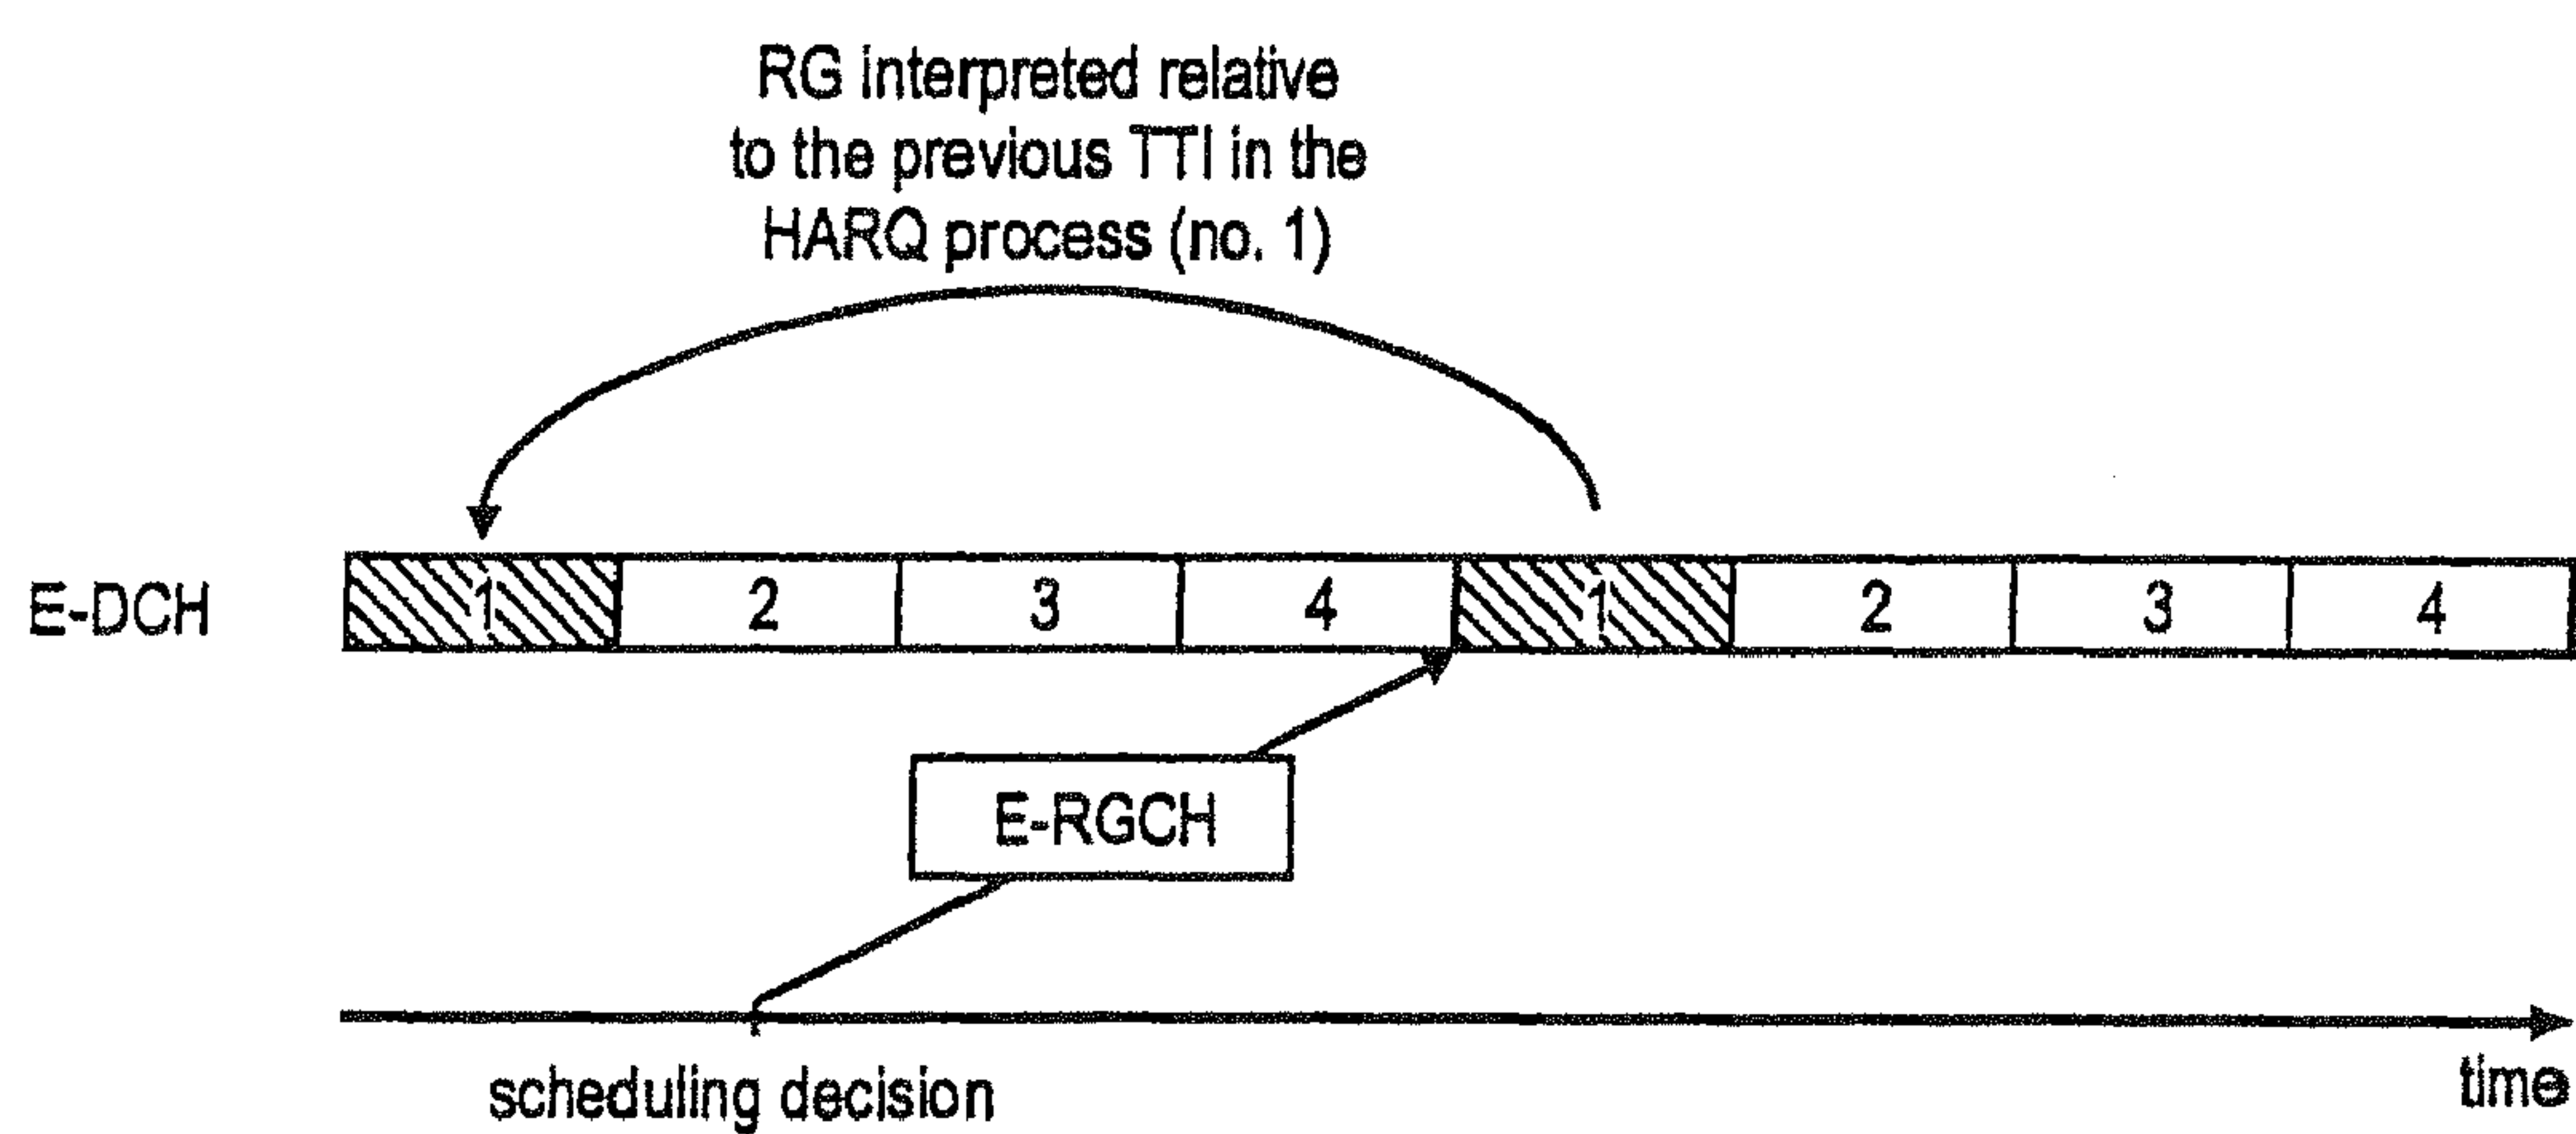 RG interpreted relative
to the previous TTI in the
HARQ process (no. 1)
E-DCH 1 2 3 4 1 2 3 4
E-RGCH
scheduling decision
time